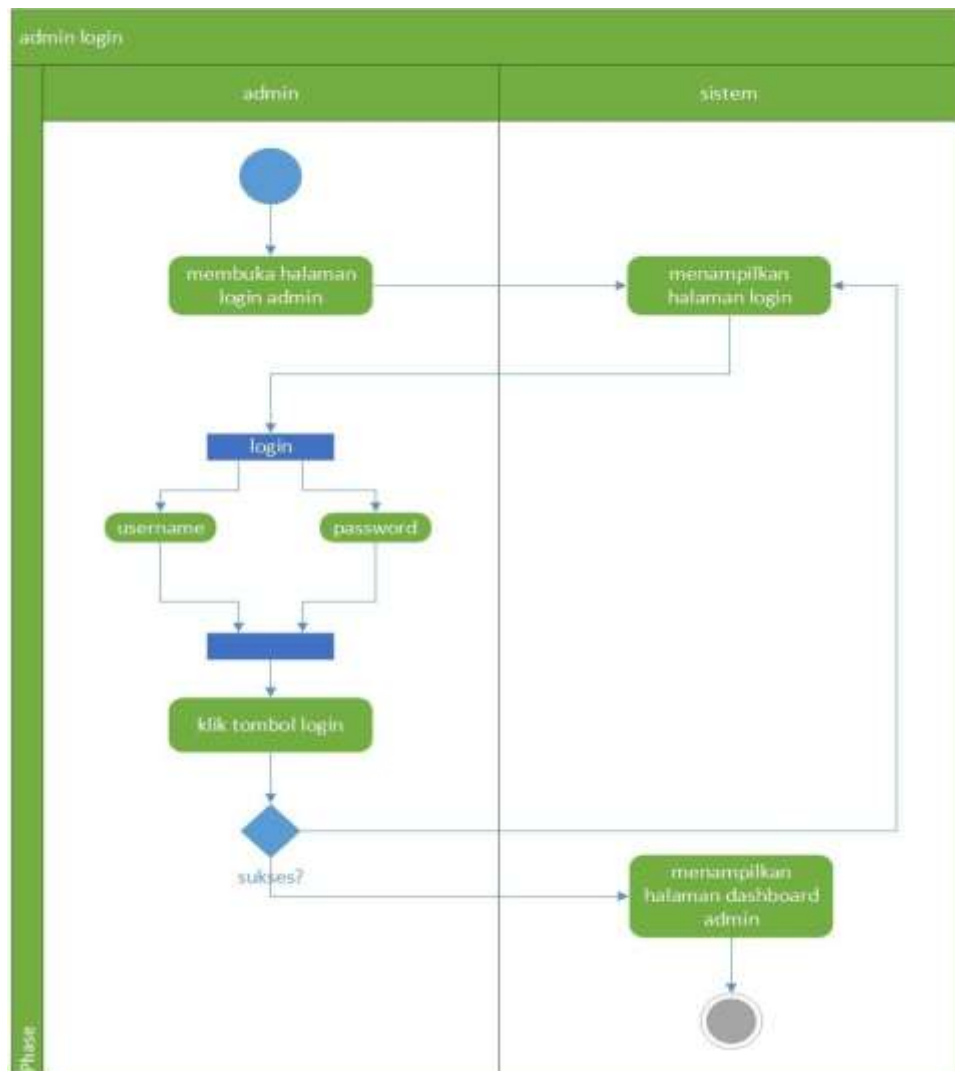 admin login
admin
sistem
membuka halaman
login admin
menampilkan
halaman login
login
username
password
klik tombol login
sukses?
menampilkan
halaman dashboard
admin
Phase